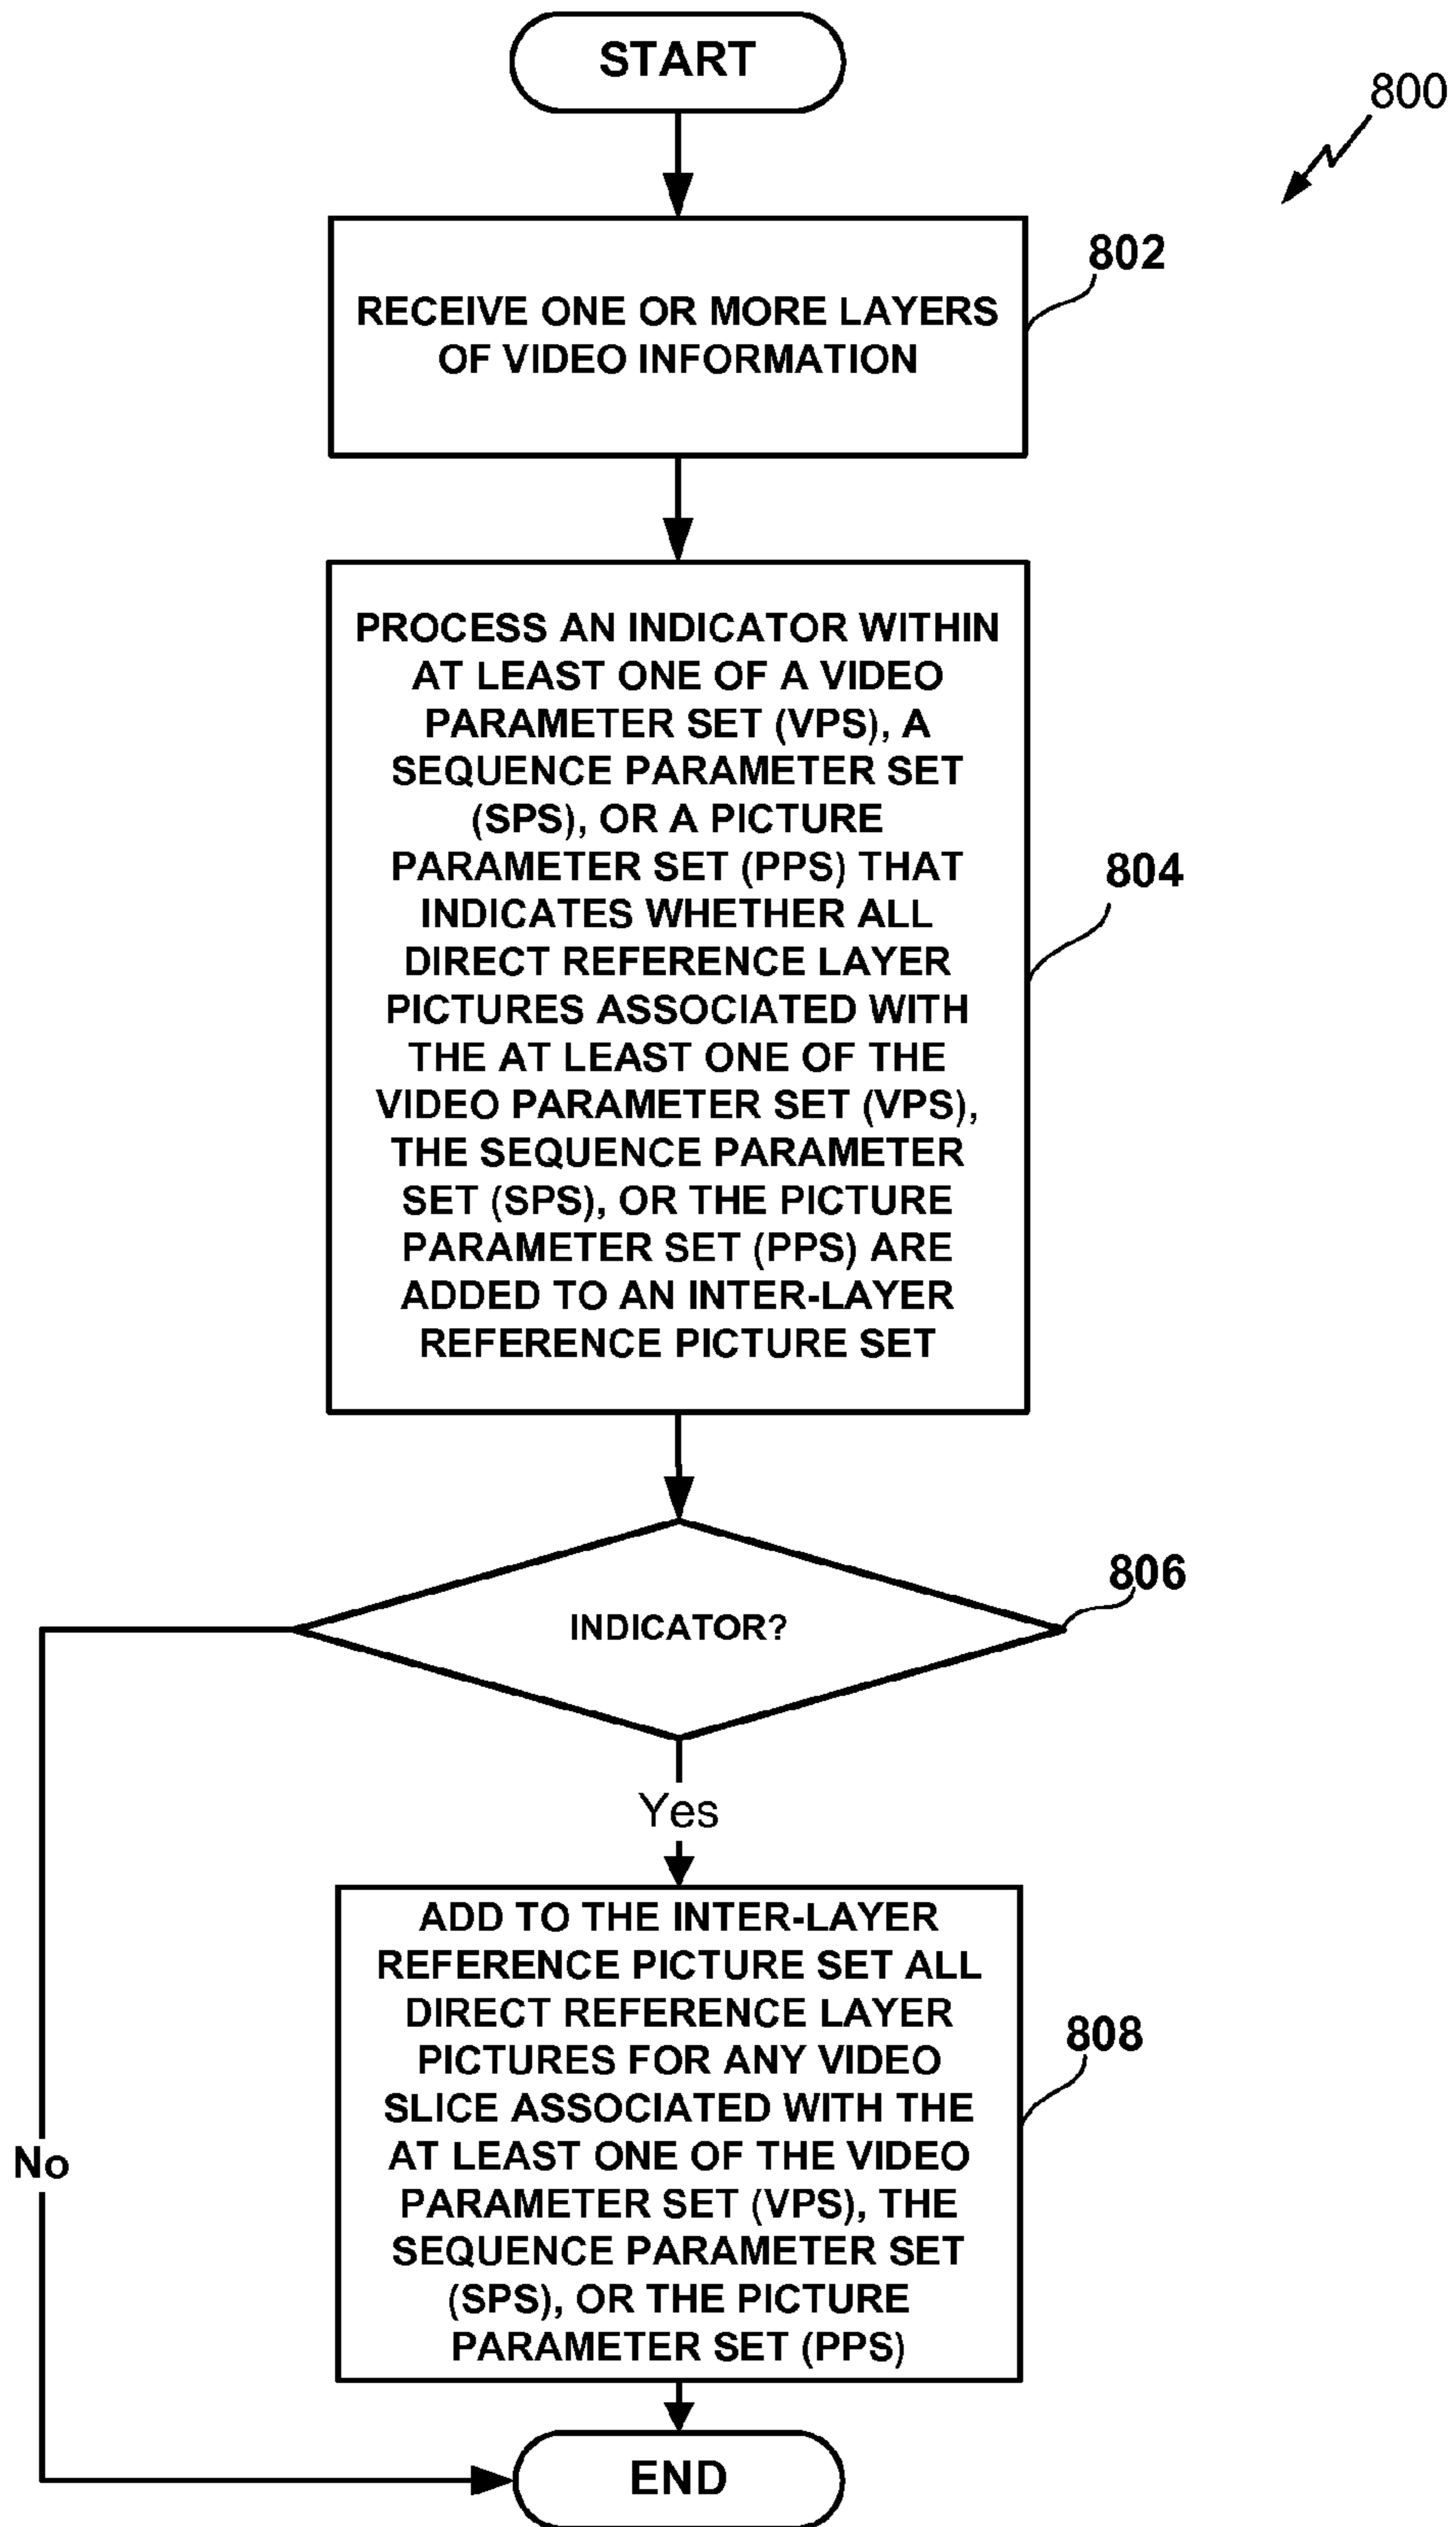 START
800
802
RECEIVE ONE OR MORE LAYERS
OF VIDEO INFORMATION
PROCESS AN INDICATOR WITHIN
AT LEAST ONE OF A VIDEO
PARAMETER SET (VPS), A
SEQUENCE PARAMETER SET
(SPS), OR A PICTURE
PARAMETER SET (PPS) THAT
INDICATES WHETHER ALL
DIRECT REFERENCE LAYER
PICTURES ASSOCIATED WITH
THE AT LEAST ONE OF THE
VIDEO PARAMETER SET (VPS),
THE SEQUENCE PARAMETER
SET (SPS), OR THE PICTURE
PARAMETER SET (PPS) ARE
ADDED TO AN INTER-LAYER
REFERENCE PICTURE SET
804
INDICATOR?
806
Yes
ADD TO THE INTER-LAYER
REFERENCE PICTURE SET ALL
DIRECT REFERENCE LAYER
PICTURES FOR ANY VIDEO
SLICE ASSOCIATED WITH THE
AT LEAST ONE OF THE VIDEO
PARAMETER SET (VPS), THE
SEQUENCE PARAMETER SET
(SPS), OR THE PICTURE
PARAMETER SET (PPS)
808
No
END